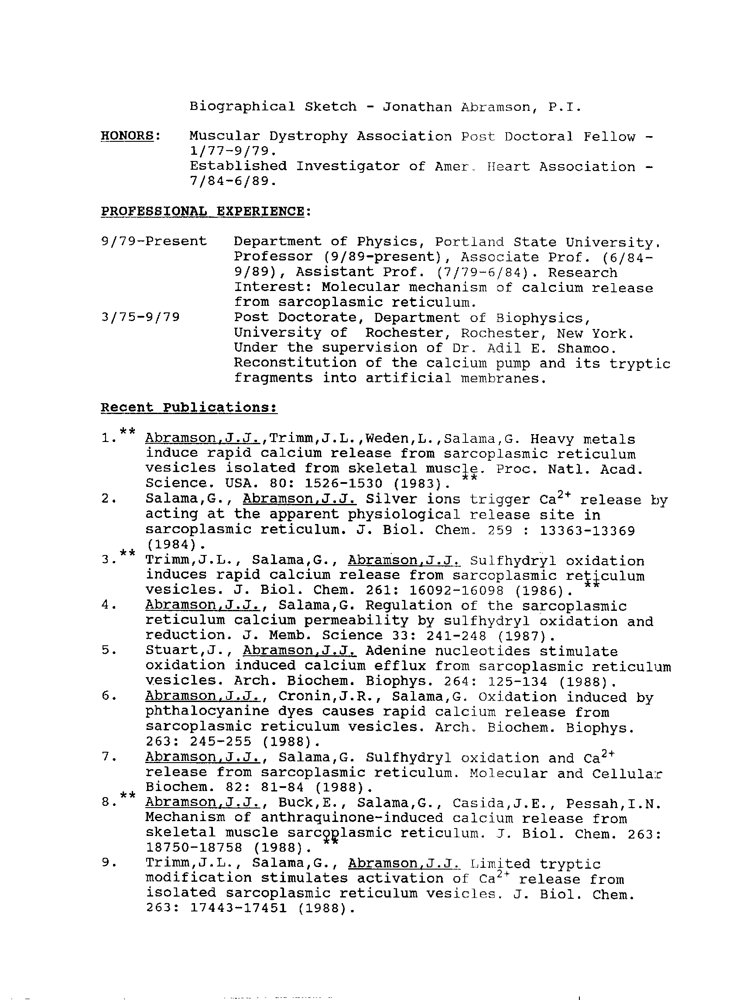 Biographical Sketch - Jonathan Abramson, P.I.
HONORS: Muscular Dystrophy Association Post Doctoral Fellow -
1/77-9/79.
Established Investigator of Amer. Heart Association -
7/84-6/89.
PROFESSIONAL EXPERIENCE:
9/79-Present Department of Physics, Portland State University.
Professor (9/89-present), Associate Prof. (6/84-
9/89), Assistant Prof. (7/79-6/84). Research
Interest: Molecular mechanism of calcium release
from sarcoplasmic reticulum.
3/75-9/79 Post Doctorate, Department of Biophysics,
University of Rochester, Rochester, New York.
Under the supervision of Dr. Adil E. Shamoo.
Reconstitution of the calcium pump and its tryptic
fragments into artificial membranes.
Recent Publications:
1.** Abramson,J.J.,Trimm,J.L.,Weden,L.,Salama,G. Heavy metals
induce rapid calcium release from sarcoplasmic reticulum
vesicles isolated from skeletal muscle. Proc. Natl. Acad.
Science. USA. 80: 1526-1530 (1983). **
2. Salama,G., Abramson,J.J. Silver ions trigger Ca2+ release by
acting at the apparent physiological release site in
sarcoplasmic reticulum. J. Biol. Chem. 259 : 13363-13369
(1984).
3.** Trimm,J.L., Salama,G., Abramson,J.J. Sulfhydryl oxidation
induces rapid calcium release from sarcoplasmic reticulum
vesicles. J. Biol. Chem. 261: 16092-16098 (1986). **
4. Abramson,J.J., Salama,G. Regulation of the sarcoplasmic
reticulum calcium permeability by sulfhydryl oxidation and
reduction. J. Memb. Science 33: 241-248 (1987).
5. Stuart,J., Abramson,J.J. Adenine nucleotides stimulate
oxidation induced calcium efflux from sarcoplasmic reticulum
vesicles. Arch. Biochem. Biophys. 264: 125-134 (1988).
6. Abramson,J.J., Cronin,J.R., Salama,G. Oxidation induced by
phthalocyanine dyes causes rapid calcium release from
sarcoplasmic reticulum vesicles. Arch. Biochem. Biophys.
263: 245-255 (1988).
7. Abramson,J.J., Salama,G. Sulfhydryl oxidation and Ca2+
release from sarcoplasmic reticulum. Molecular and Cellular
Biochem. 82: 81-84 (1988).
8.** Abramson,J.J., Buck,E., Salama,G., Casida,J.E., Pessah,I.N.
Mechanism of anthraquinone-induced calcium release from
skeletal muscle sarcoplasmic reticulum. J. Biol. Chem. 263:
18750-18758 (1988). **
9. Trimm,J.L., Salama,G., Abramson,J.J. Limited tryptic
modification stimulates activation of Ca2+ release from
isolated sarcoplasmic reticulum vesicles. J. Biol. Chem.
263: 17443-17451 (1988).